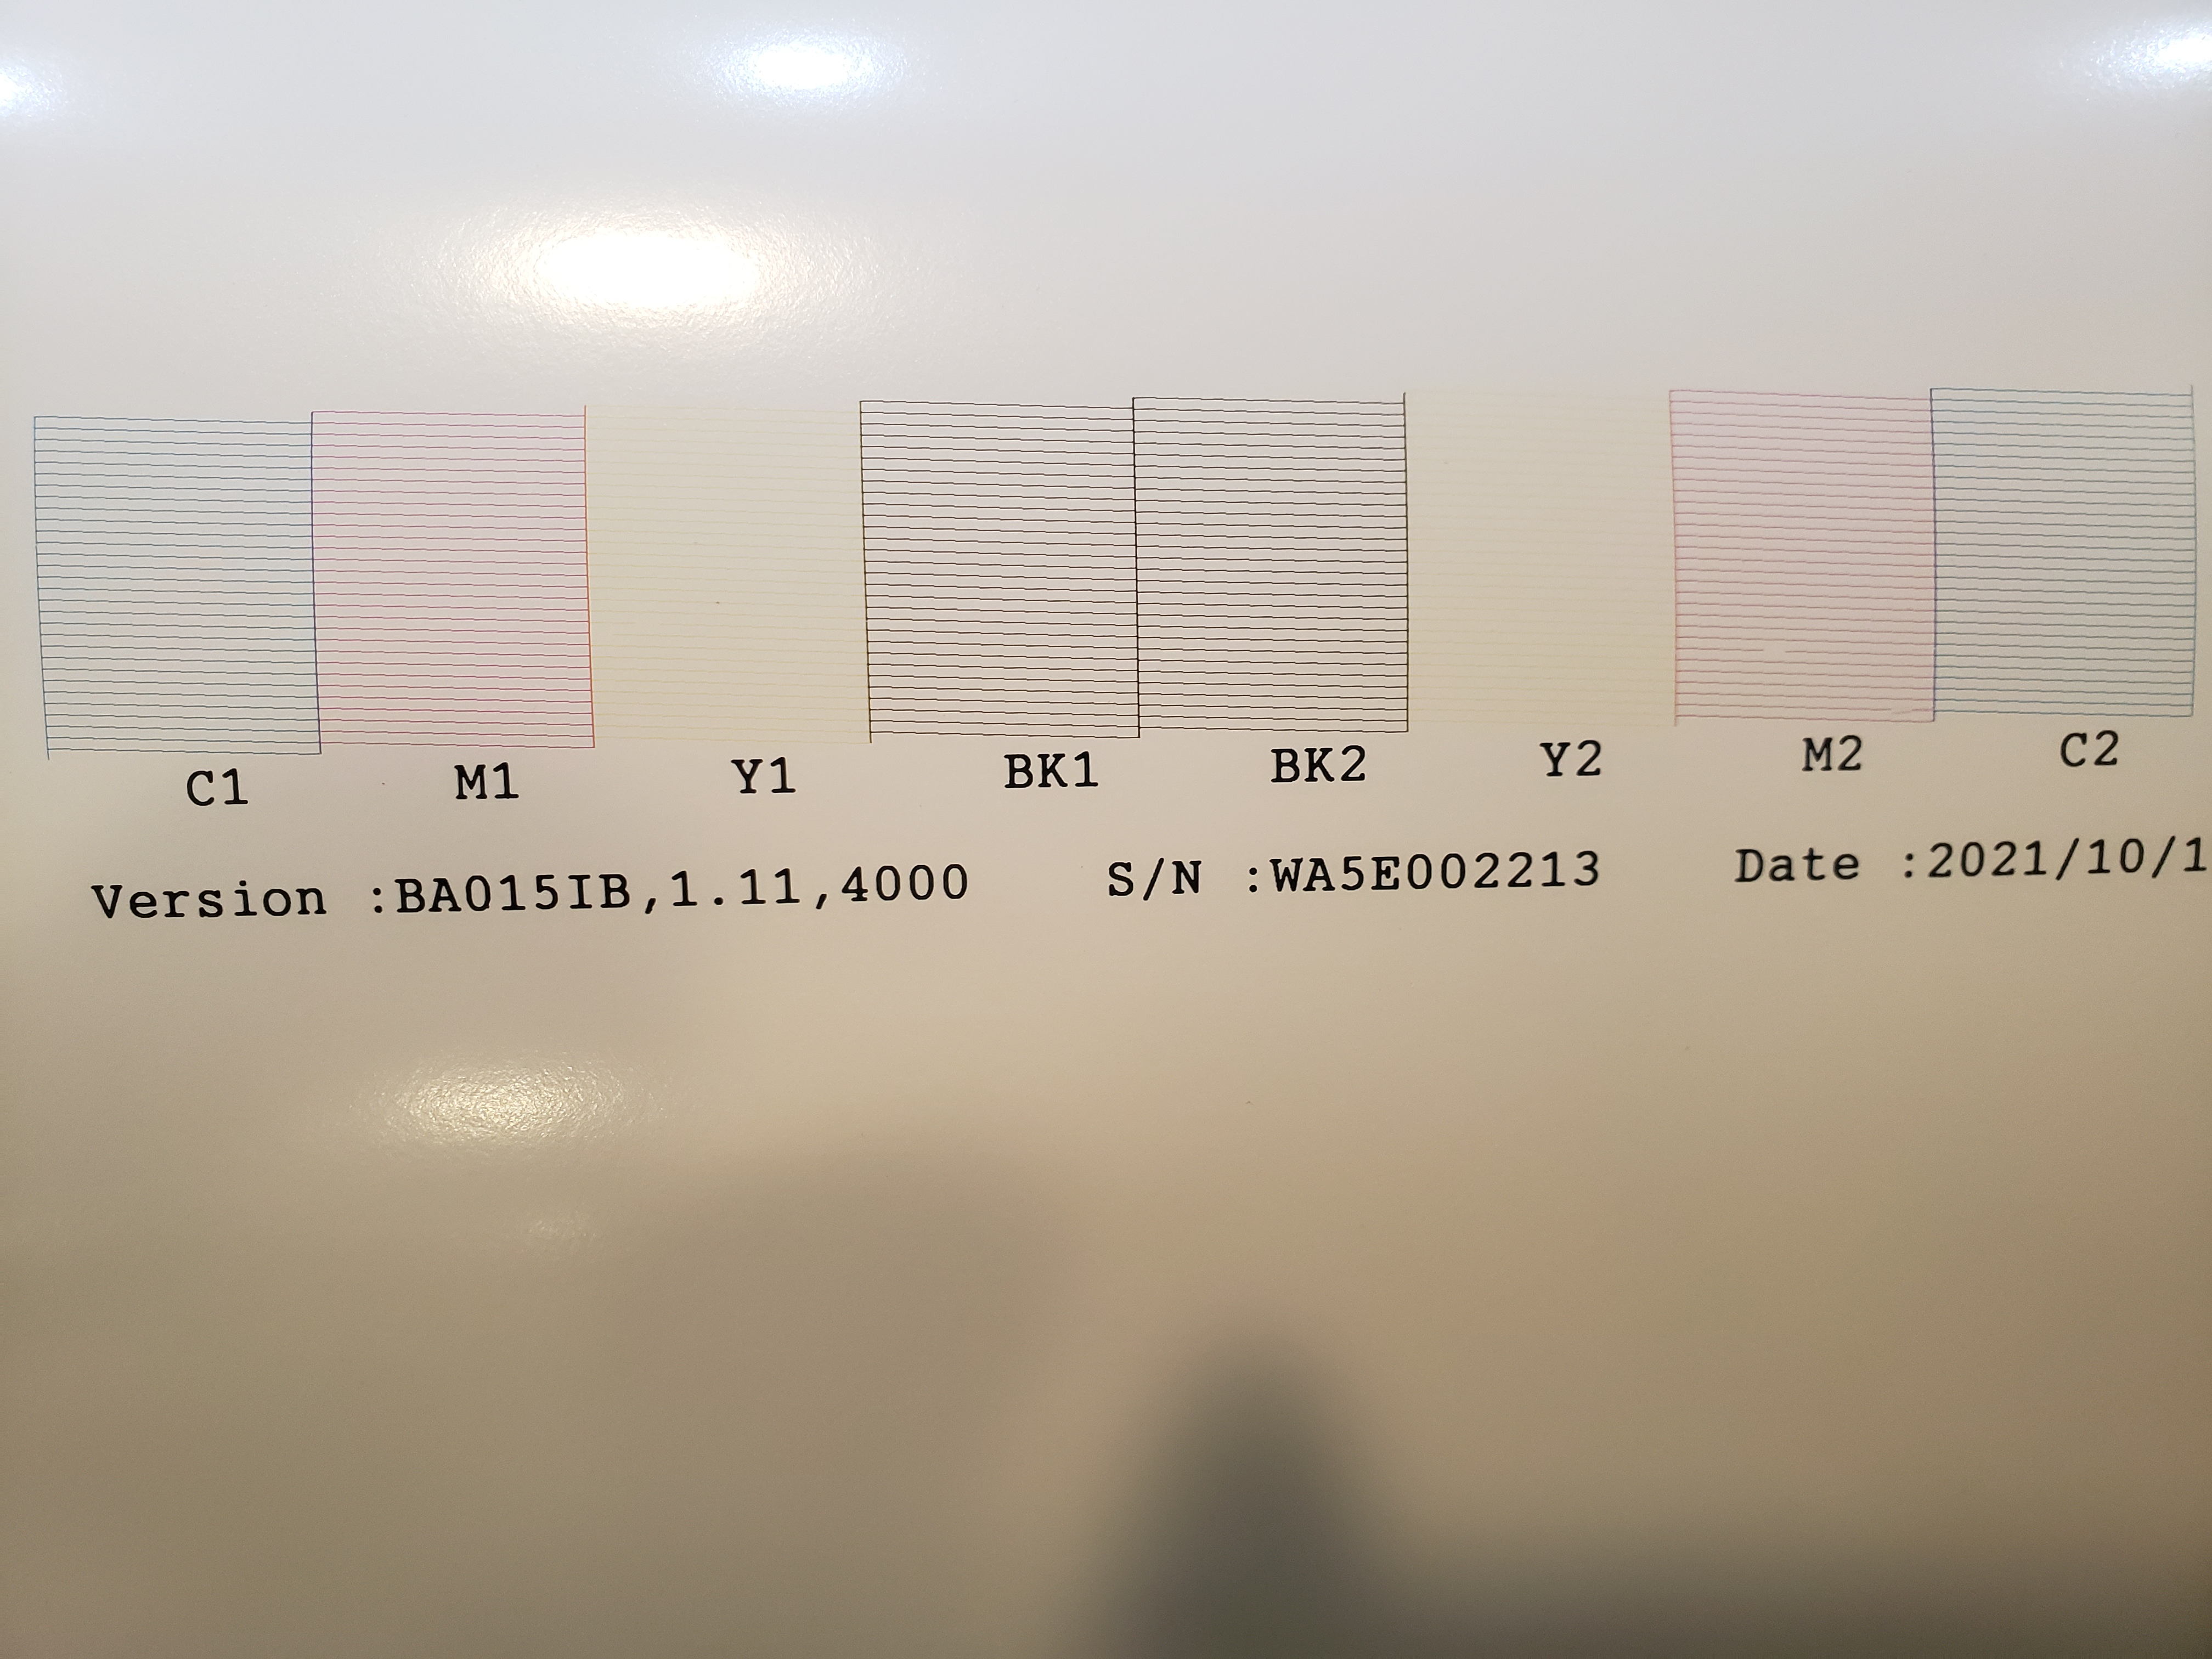 C1 M1 Y1 BK1 BK2 Y2 M2 C2
Version :BA015IB,1.11,4000 S/N :WA5E002213 Date :2021/10/1